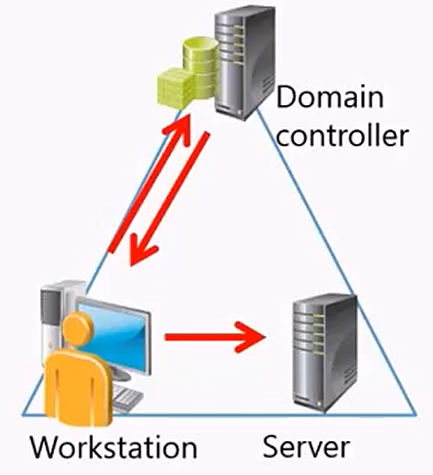 Domain
controller
Workstation
Server